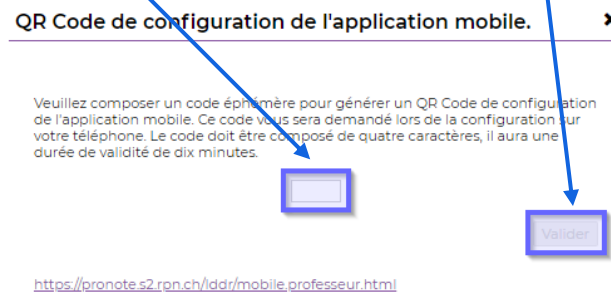 QR Code de configuration de l'application mobile.
Veuillez composer un code éphémère pour générer un QR Code de configuration
de l'application mobile. Ce code vous sera demandé lors de la configuration sur
votre téléphone. Le code doit être composé de quatre caractères, il aura une
durée de validité de dix minutes.
Valider
https://pronote.s2.rpn.ch/lddr/mobile.professeur.html